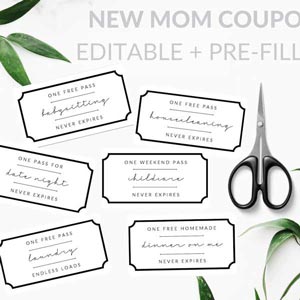 NEW MOM COUPO
EDITABLE + PRE-FILL
ONE FREE PASS
babysitting
NEVER EXPIRES
ONE FREE PASS
housecleaning
NEVER EXPIRES
ONE PASS FOR
date night
NEVER EXPIRES
ONE WEEKEND PASS
childcare
NEVER EXPIRES
ONE FREE PASS
laundry
ENDLESS LOADS
ONE FREE HOMEMADE
dinner on me
NEVER EXPIRES